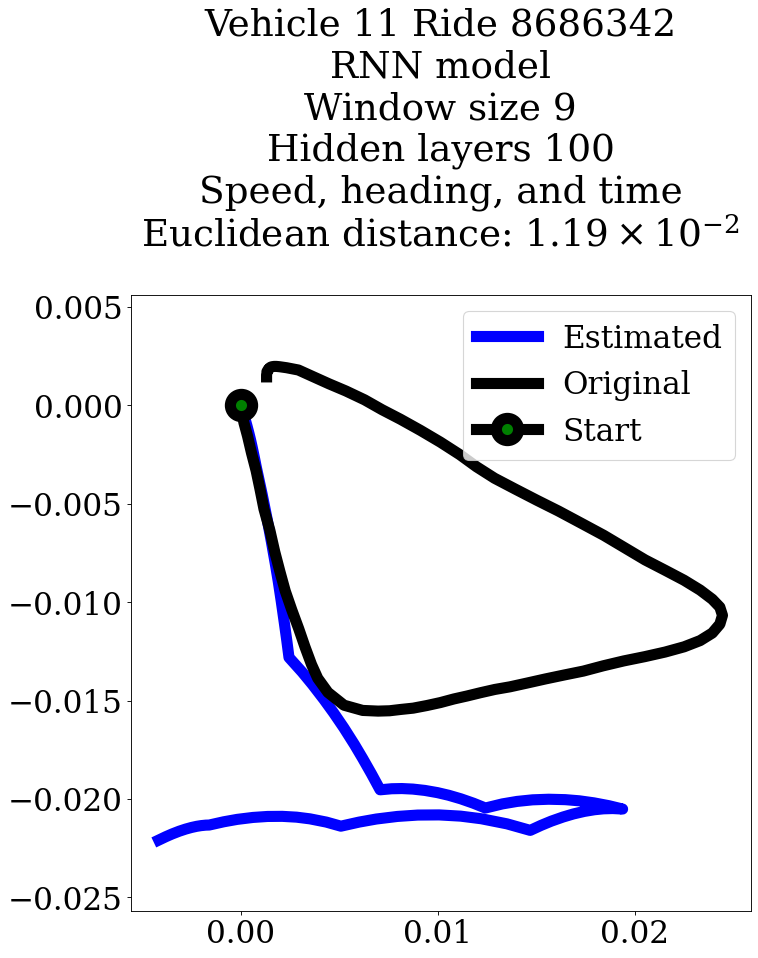 Vehicle 11 Ride 8686342
RNN model
Window size 9
Hidden layers 100
Speed, heading, and time
Euclidean distance: 1.19 × 10⁻²
Estimated
Original
Start
0.005
0.000
−0.005
−0.010
−0.015
−0.020
−0.025
0.00 0.01 0.02